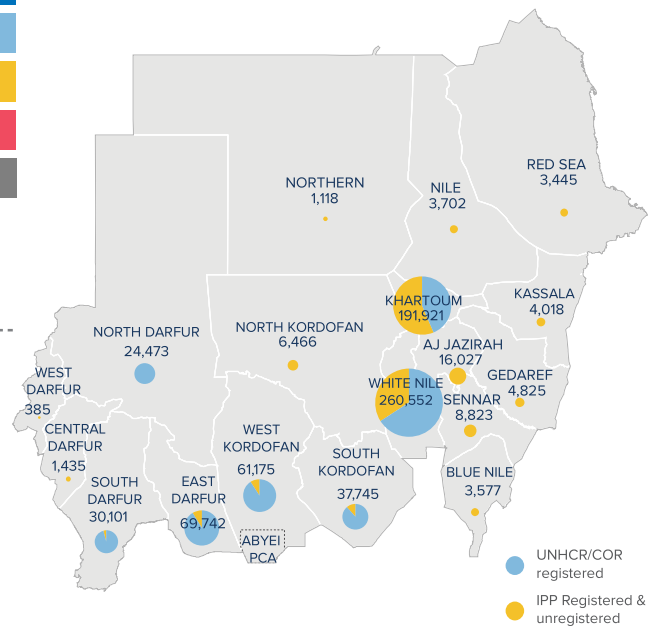 RED SEA
3,445
NORTHERN
1,118
NILE
3,702
KHARTOUM
191,921
KASSALA
4,018
NORTH DARFUR
24,473
NORTH KORDOFAN
6,466
AJ JAZIRAH
16,027
WEST
DARFUR
385
WHITE NILE
260,552
GEDAREF
4,825
SENNAR
8,823
CENTRAL
DARFUR
1,435
WEST
KORDOFAN
61,175
SOUTH
KORDOFAN
37,745
SOUTH
DARFUR
30,101
EAST
DARFUR
69,742
BLUE NILE
3,577
ABYEI
PCA
UNHCR/COR
registered
IPP Registered &
unregistered